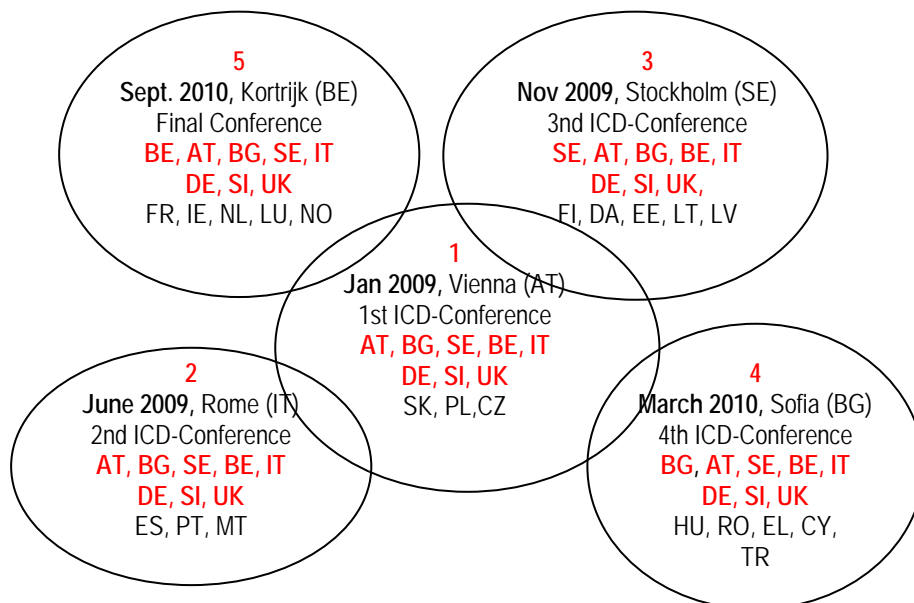 5
Sept. 2010, Kortrijk (BE)
Final Conference
BE, AT, BG, SE, IT
DE, SI, UK
FR, IE, NL, LU, NO
3
Nov 2009, Stockholm (SE)
3nd ICD-Conference
SE, AT, BG, BE, IT
DE, SI, UK,
FI, DA, EE, LT, LV
1
Jan 2009, Vienna (AT)
1st ICD-Conference
AT, BG, SE, BE, IT
DE, SI, UK
SK, PL,CZ
2
June 2009, Rome (IT)
2nd ICD-Conference
AT, BG, SE, BE, IT
DE, SI, UK
ES, PT, MT
4
March 2010, Sofia (BG)
4th ICD-Conference
BG, AT, SE, BE, IT
DE, SI, UK
HU, RO, EL, CY,
TR